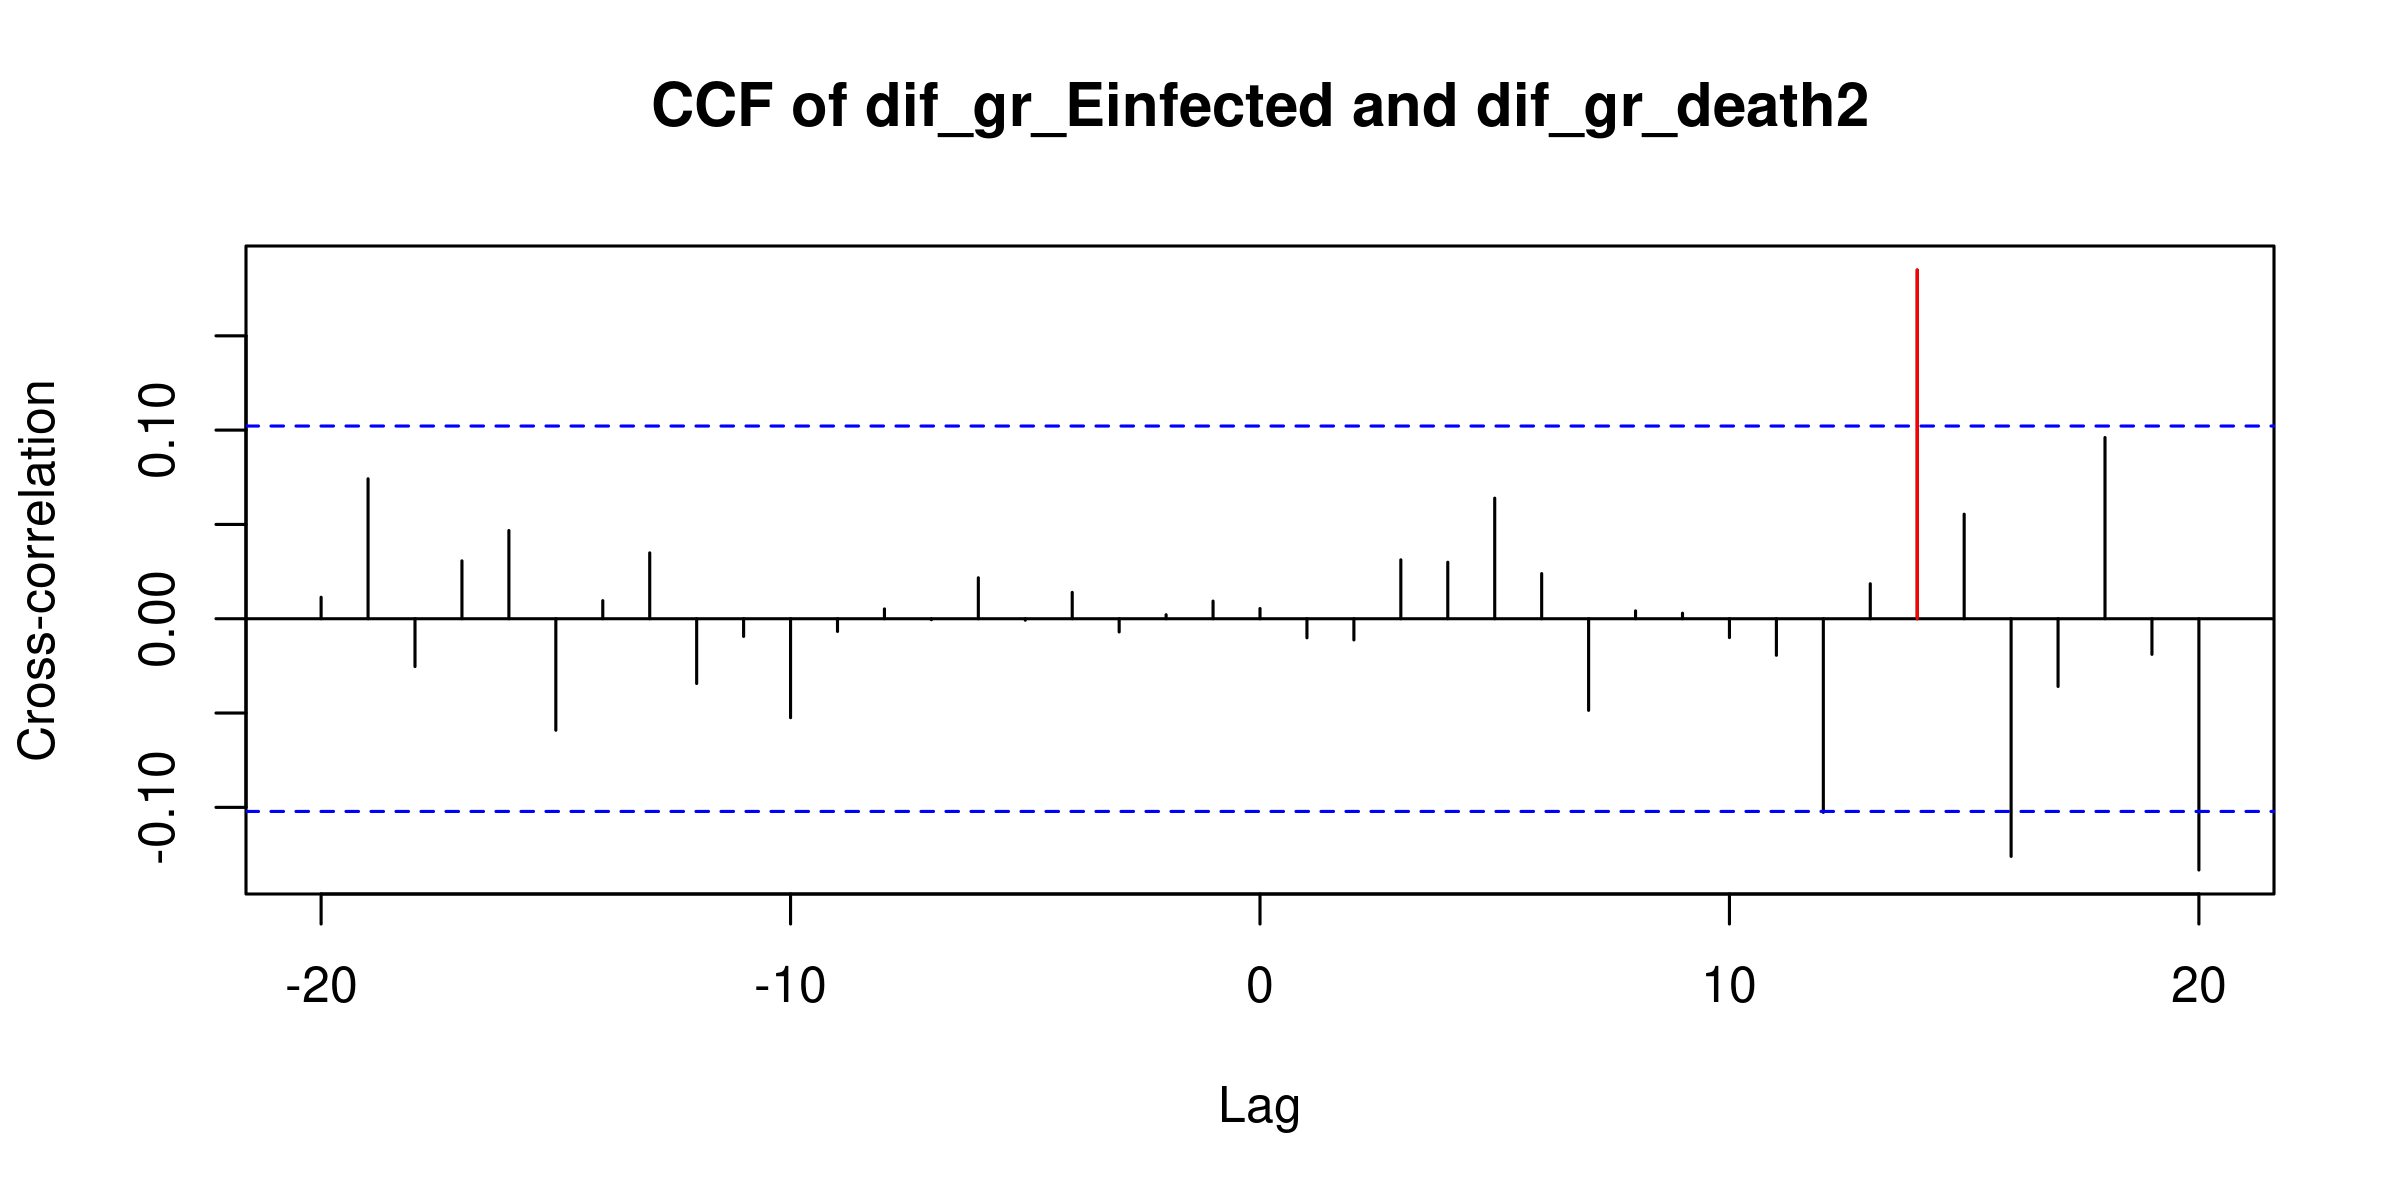 CCF of dif_gr_Einfected and dif_gr_death2
Cross-correlation
0.10
0.00
-0.10
-20 -10 0 10 20
Lag